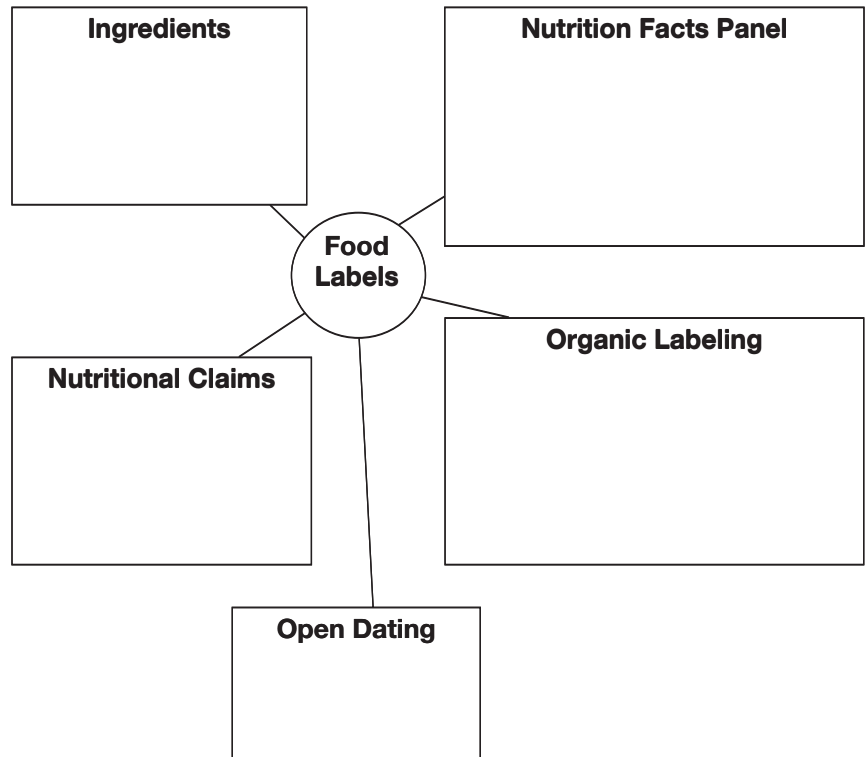 Ingredients
Nutrition Facts Panel
Food
Labels
Organic Labeling
Nutritional Claims
Open Dating